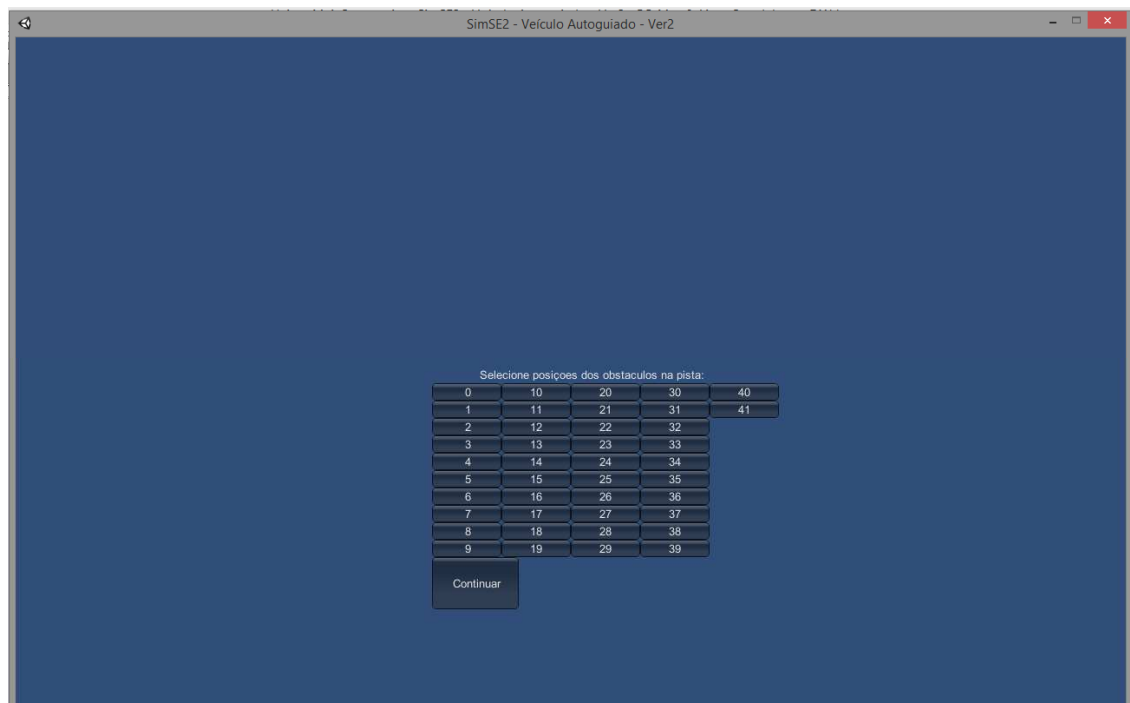 SimSE2 - Veículo Autoguiado - Ver2
Selecione posiçoes dos obstaculos na pista:
0 10 20 30 40
1 11 21 31 41
2 12 22 32
3 13 23 33
4 14 24 34
5 15 25 35
6 16 26 36
7 17 27 37
8 18 28 38
9 19 29 39
Continuar